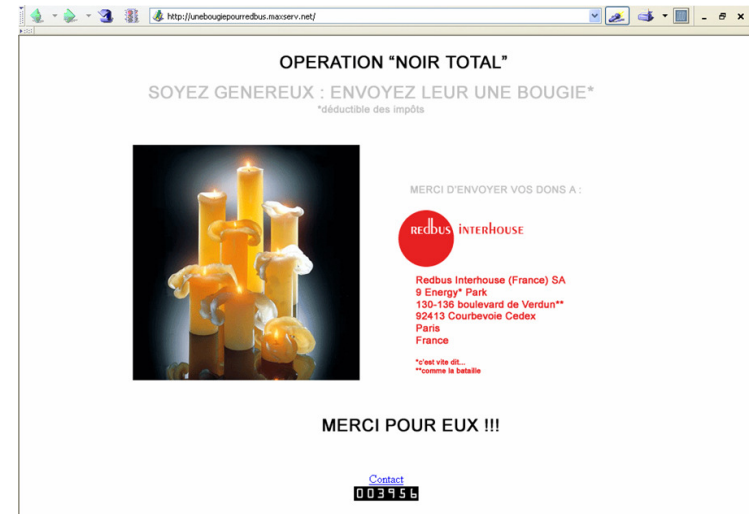 http://unebougiepourredbus.maxserv.net/
OPERATION “NOIR TOTAL”
SOYEZ GENEREUX : ENVOYEZ LEUR UNE BOUGIE*
*déductible des impôts
MERCI D'ENVOYER VOS DONS A :
REdbus INTERhOUSE
Redbus Interhouse (France) SA
9 Energy* Park
130-136 boulevard de Verdun**
92413 Courbevoie Cedex
Paris
France
*c'est vite dit...
**comme la bataille
MERCI POUR EUX !!!
Contact
003956